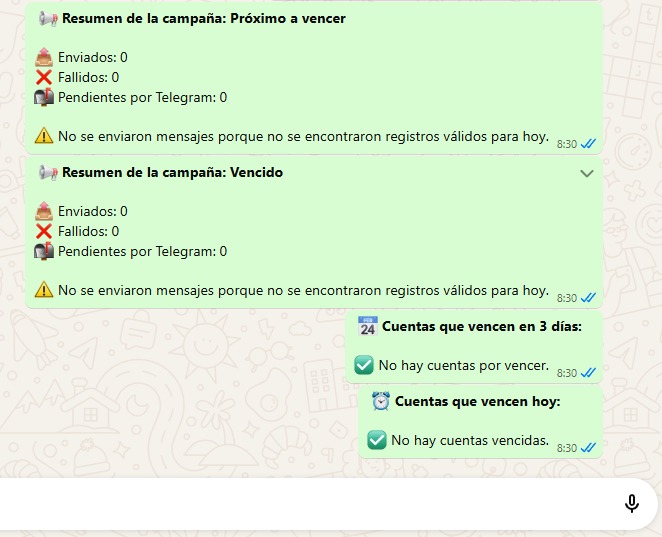 📢 Resumen de la campaña: Próximo a vencer
📤 Enviados: 0
❌ Fallidos: 0
📬 Pendientes por Telegram: 0
⚠️ No se enviaron mensajes porque no se encontraron registros válidos para hoy. 8:30
📢 Resumen de la campaña: Vencido
📤 Enviados: 0
❌ Fallidos: 0
📬 Pendientes por Telegram: 0
⚠️ No se enviaron mensajes porque no se encontraron registros válidos para hoy. 8:30
📅 Cuentas que vencen en 3 días:
✅ No hay cuentas por vencer. 8:30
⏰ Cuentas que vencen hoy:
✅ No hay cuentas vencidas. 8:30